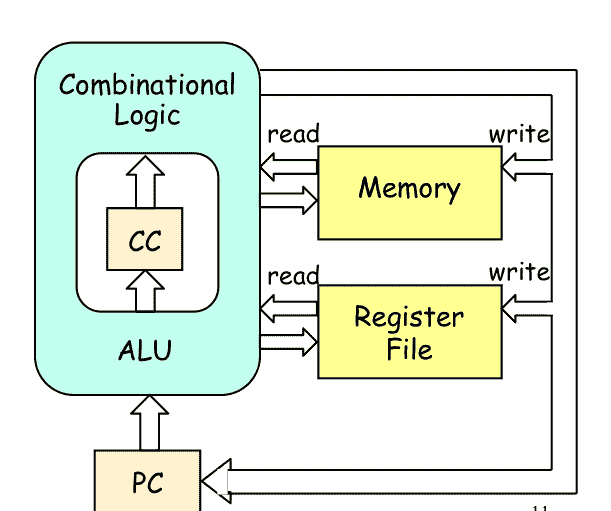 Combinational
Logic
read
write
Memory
CC
read
write
Register
File
ALU
PC